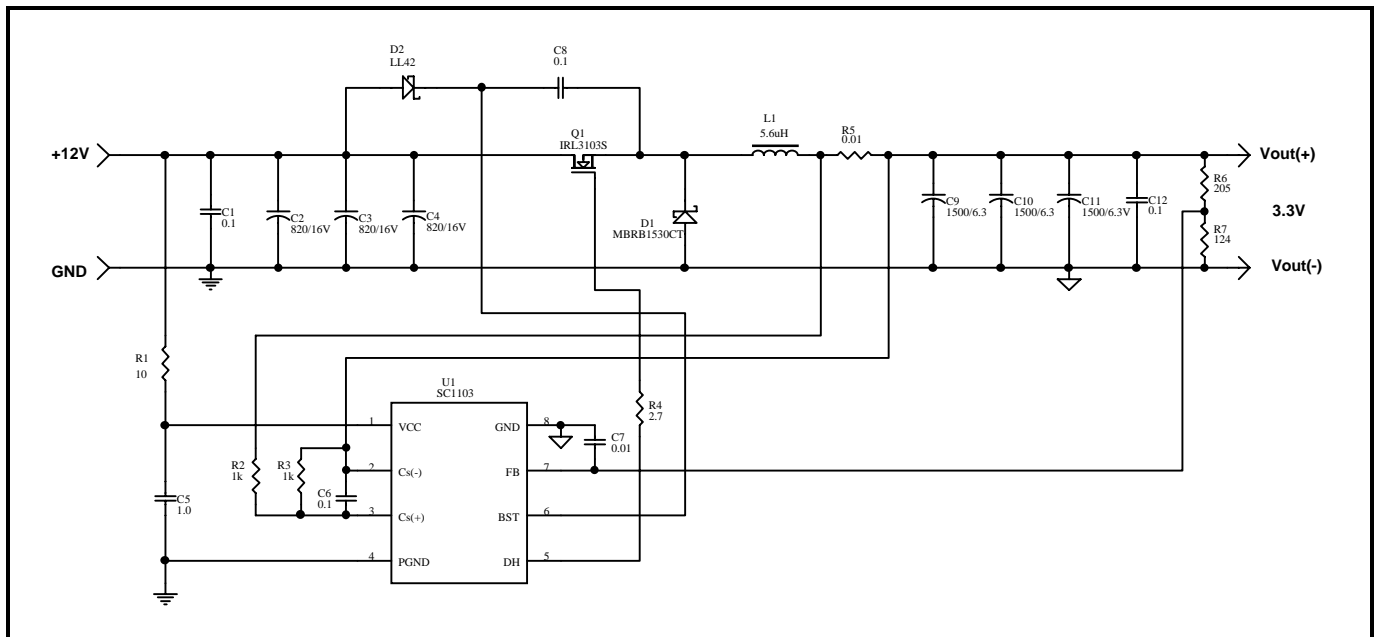 D2
LL42
C8
0.1
Q1
IRL3103S
L1
5.6uH
R5
0.01
+12V
Vout(+)
C1
0.1
C2
820/16V
C3
820/16V
C4
820/16V
D1
MBRB1530CT
C9
1500/6.3
C10
1500/6.3
C11
1500/6.3V
C12
0.1
R6
205
3.3V
R7
124
GND
Vout(-)
R1
10
U1
SC1103
R4
2.7
1
VCC
GND
8
C7
0.01
R2
1k
R3
1k
2
Cs(-)
FB
7
C6
0.1
C5
1.0
3
Cs(+)
BST
6
4
PGND
DH
5